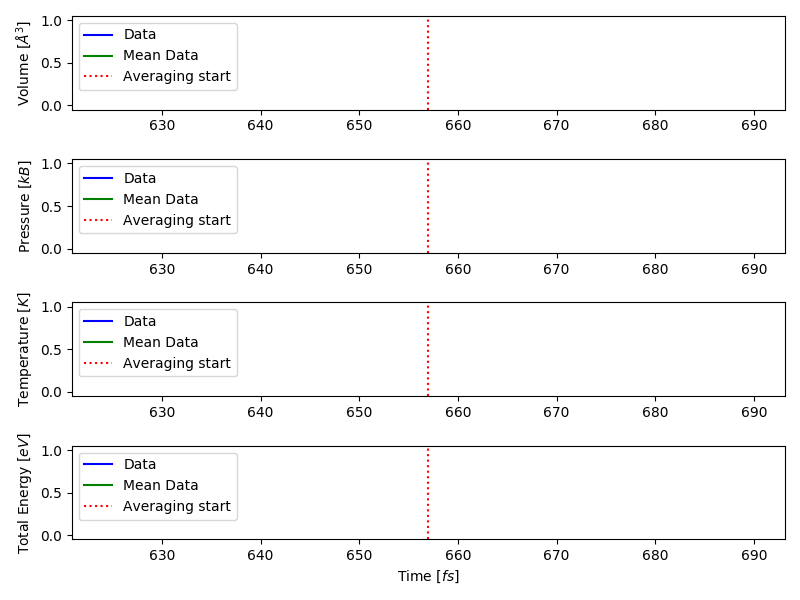 Volume [Å³]
1.0
0.5
0.0
Data
Mean Data
Averaging start
630 640 650 660 670 680 690
Pressure [kB]
1.0
0.5
0.0
Data
Mean Data
Averaging start
630 640 650 660 670 680 690
Temperature [K]
1.0
0.5
0.0
Data
Mean Data
Averaging start
630 640 650 660 670 680 690
Total Energy [eV]
1.0
0.5
0.0
Data
Mean Data
Averaging start
630 640 650 660 670 680 690
Time [fs]